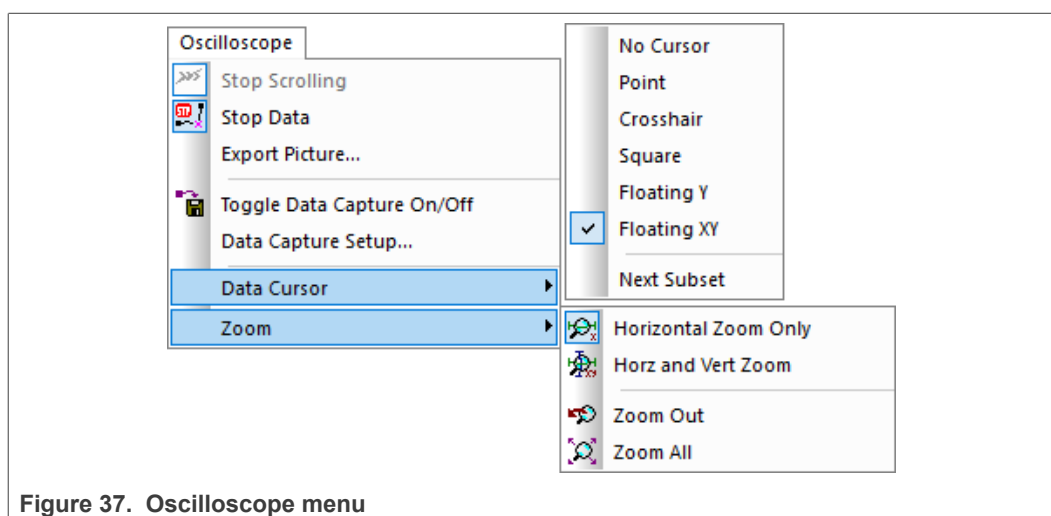 Oscilloscope
Stop Scrolling
Stop Data
Export Picture...
Toggle Data Capture On/Off
Data Capture Setup...
Data Cursor
Zoom
No Cursor
Point
Crosshair
Square
Floating Y
Floating XY
Next Subset
Horizontal Zoom Only
Horz and Vert Zoom
Zoom Out
Zoom All
Figure 37. Oscilloscope menu